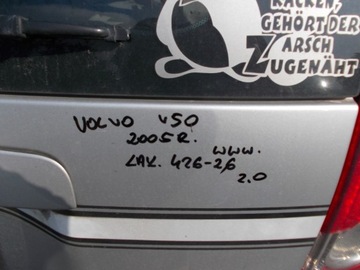 KACKEN,
GEHÖRT DER
ARSCH
ZUGENÄHT
VOLVO V50
2005R.
WWW.
LAK. 426-26
2.0